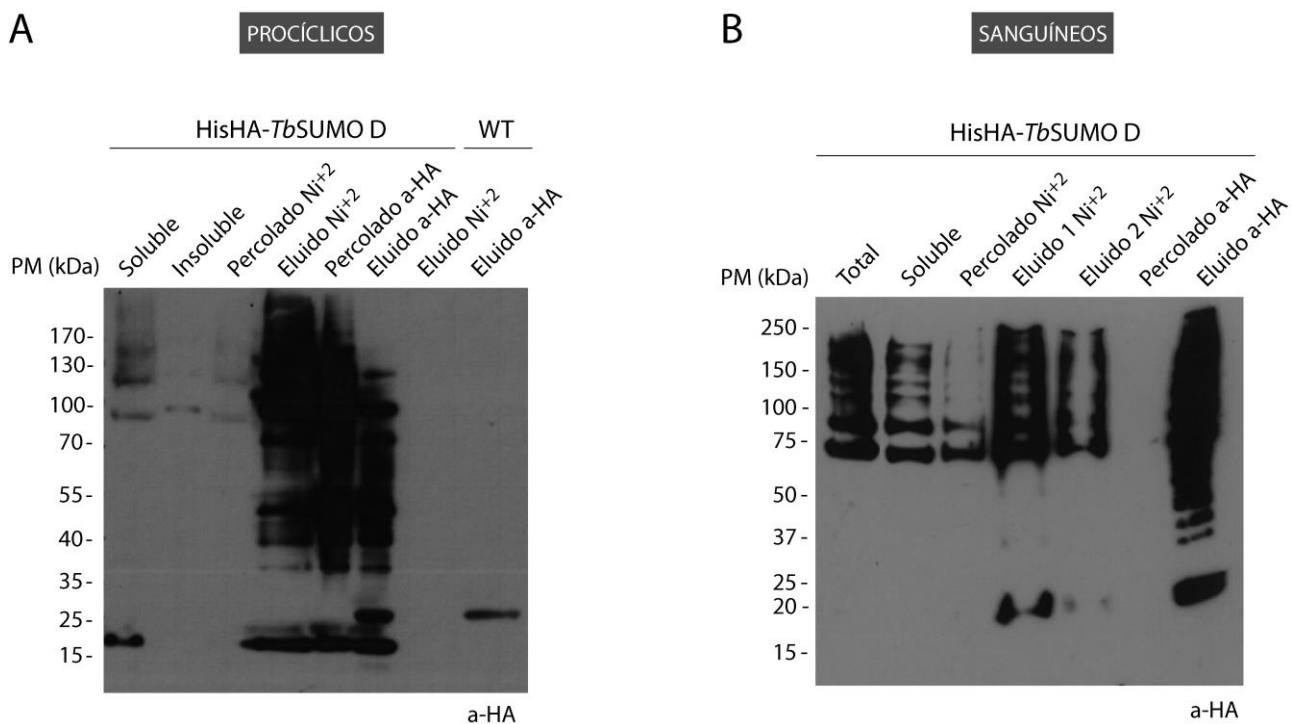 A
PROCÍCLICOS
HisHA-TbSUMO D
WT
Soluble
Insoluble
Percolado Ni+2
Eluido Ni+2
Percolado a-HA
Eluido a-HA
Eluido Ni+2
Eluido a-HA
PM (kDa)
170-
130-
100-
70-
55-
40-
35-
25-
15-
a-HA
B
SANGUÍNEOS
HisHA-TbSUMO D
Total
Soluble
Percolado Ni+2
Eluido 1 Ni+2
Eluido 2 Ni+2
Percolado a-HA
Eluido a-HA
PM (kDa)
250-
150-
100-
75-
50-
37-
25-
20-
15-
a-HA